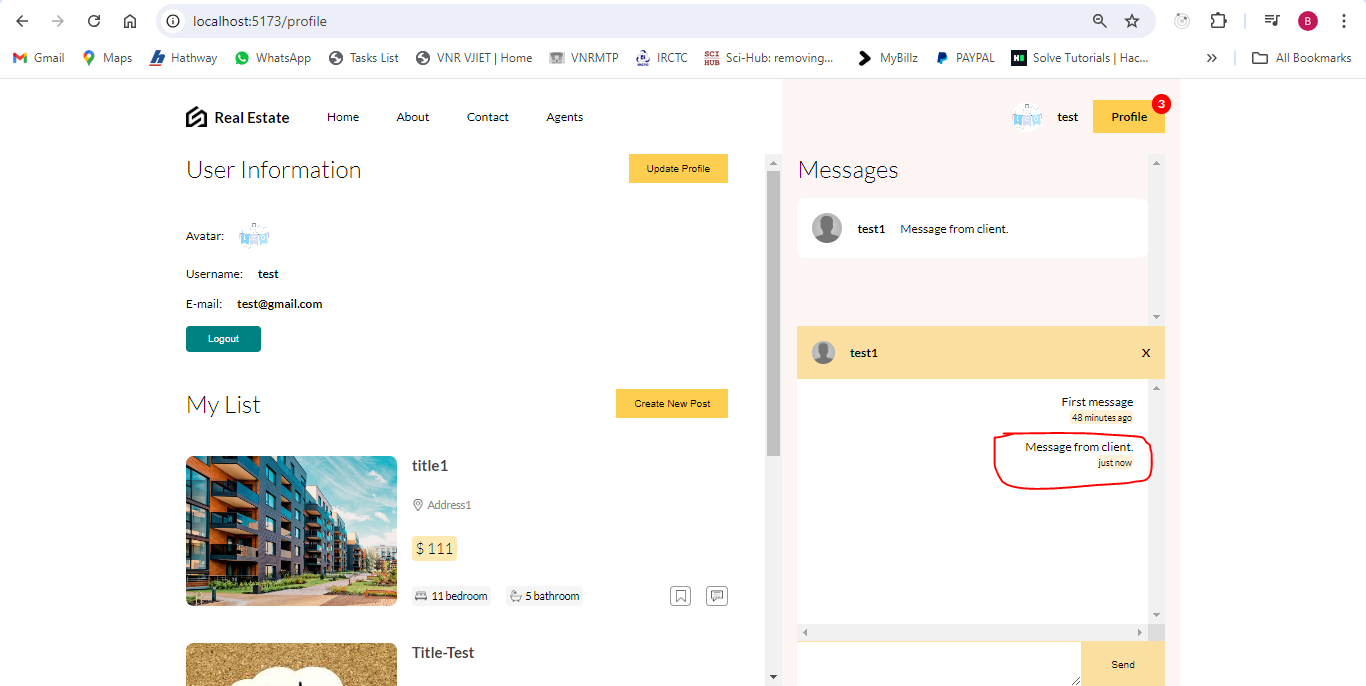 localhost:5173/profile
B
Gmail Maps Hathway WhatsApp Tasks List VNR VJIET | Home VNRMTP IRCTC SCI HUB Sci-Hub: removing... MyBillz PAYPAL Solve Tutorials | Hac... » All Bookmarks
Real Estate Home About Contact Agents
test Profile 3
User Information
Update Profile
Avatar:
Username: test
E-mail: test@gmail.com
Logout
My List
Create New Post
title1
Address1
$ 111
11 bedroom 5 bathroom
Title-Test
Messages
test1 Message from client.
test1 X
First message
48 minutes ago
Message from client.
just now
Send